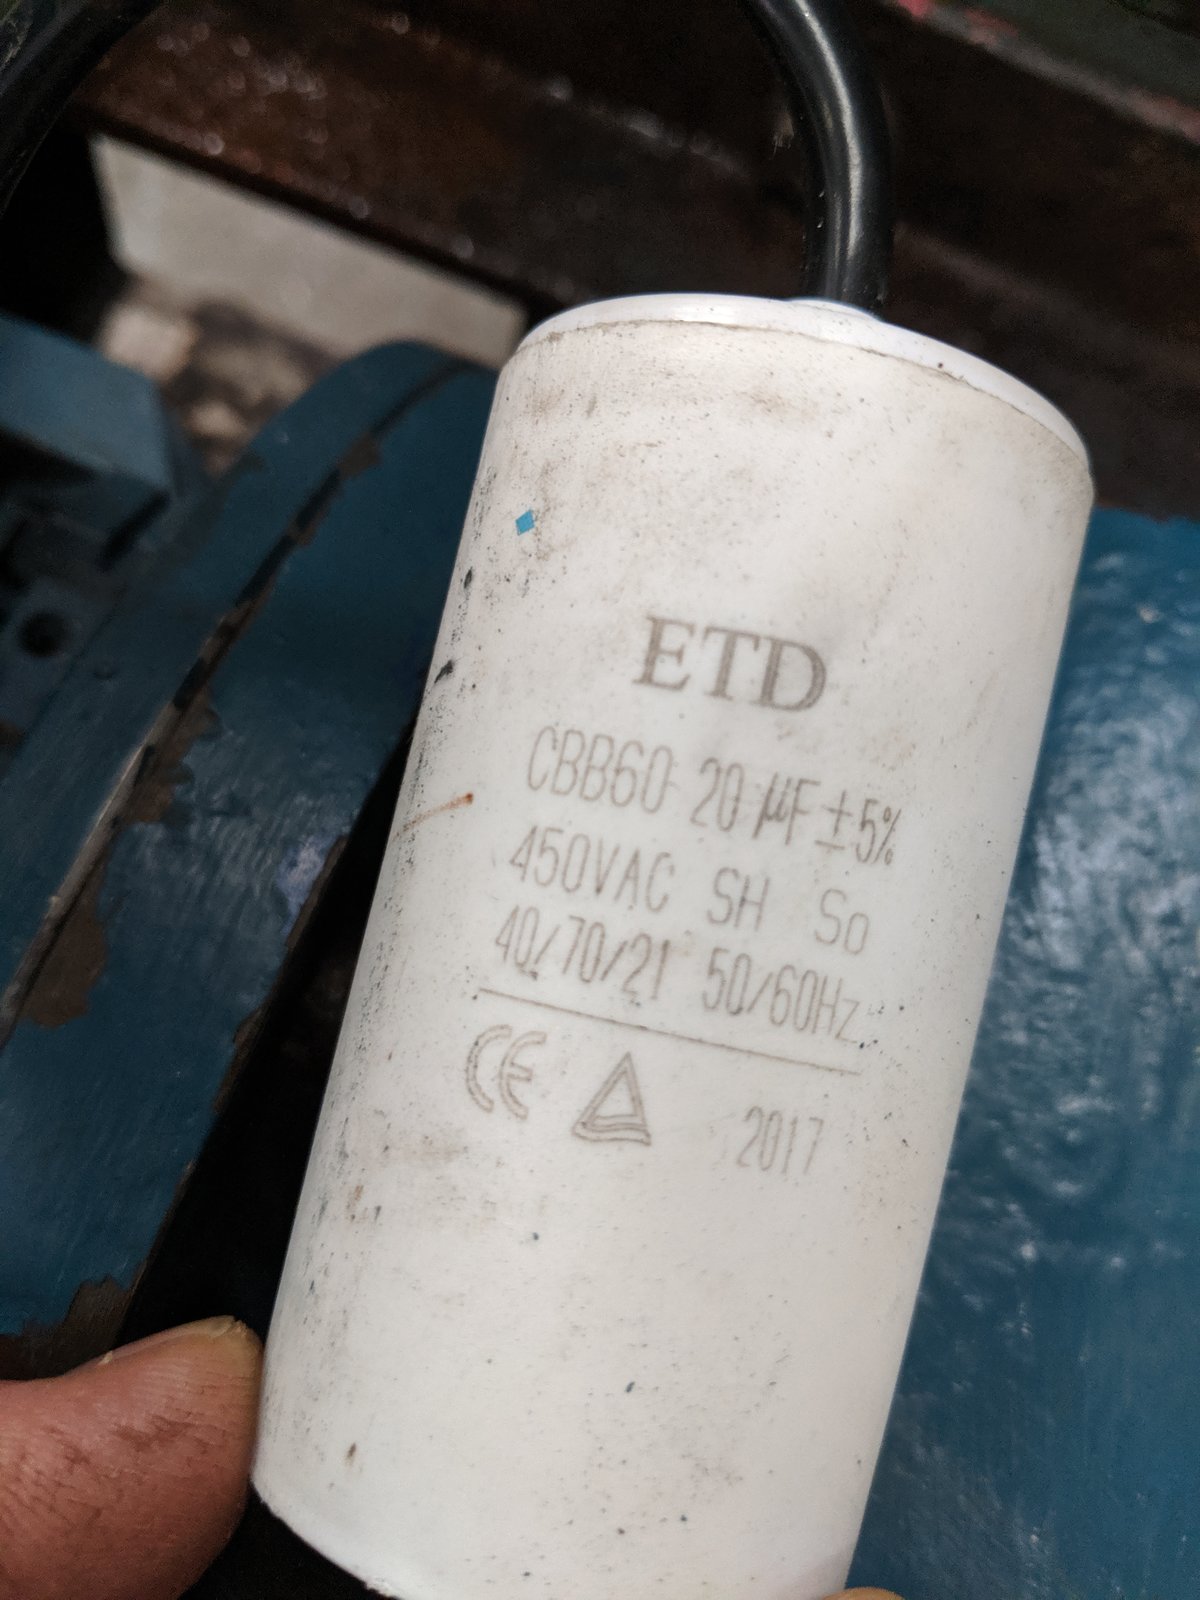 ETD
CBB60 20 µF ±5%
450VAC SH So
40/70/21 50/60Hz
CE 2017